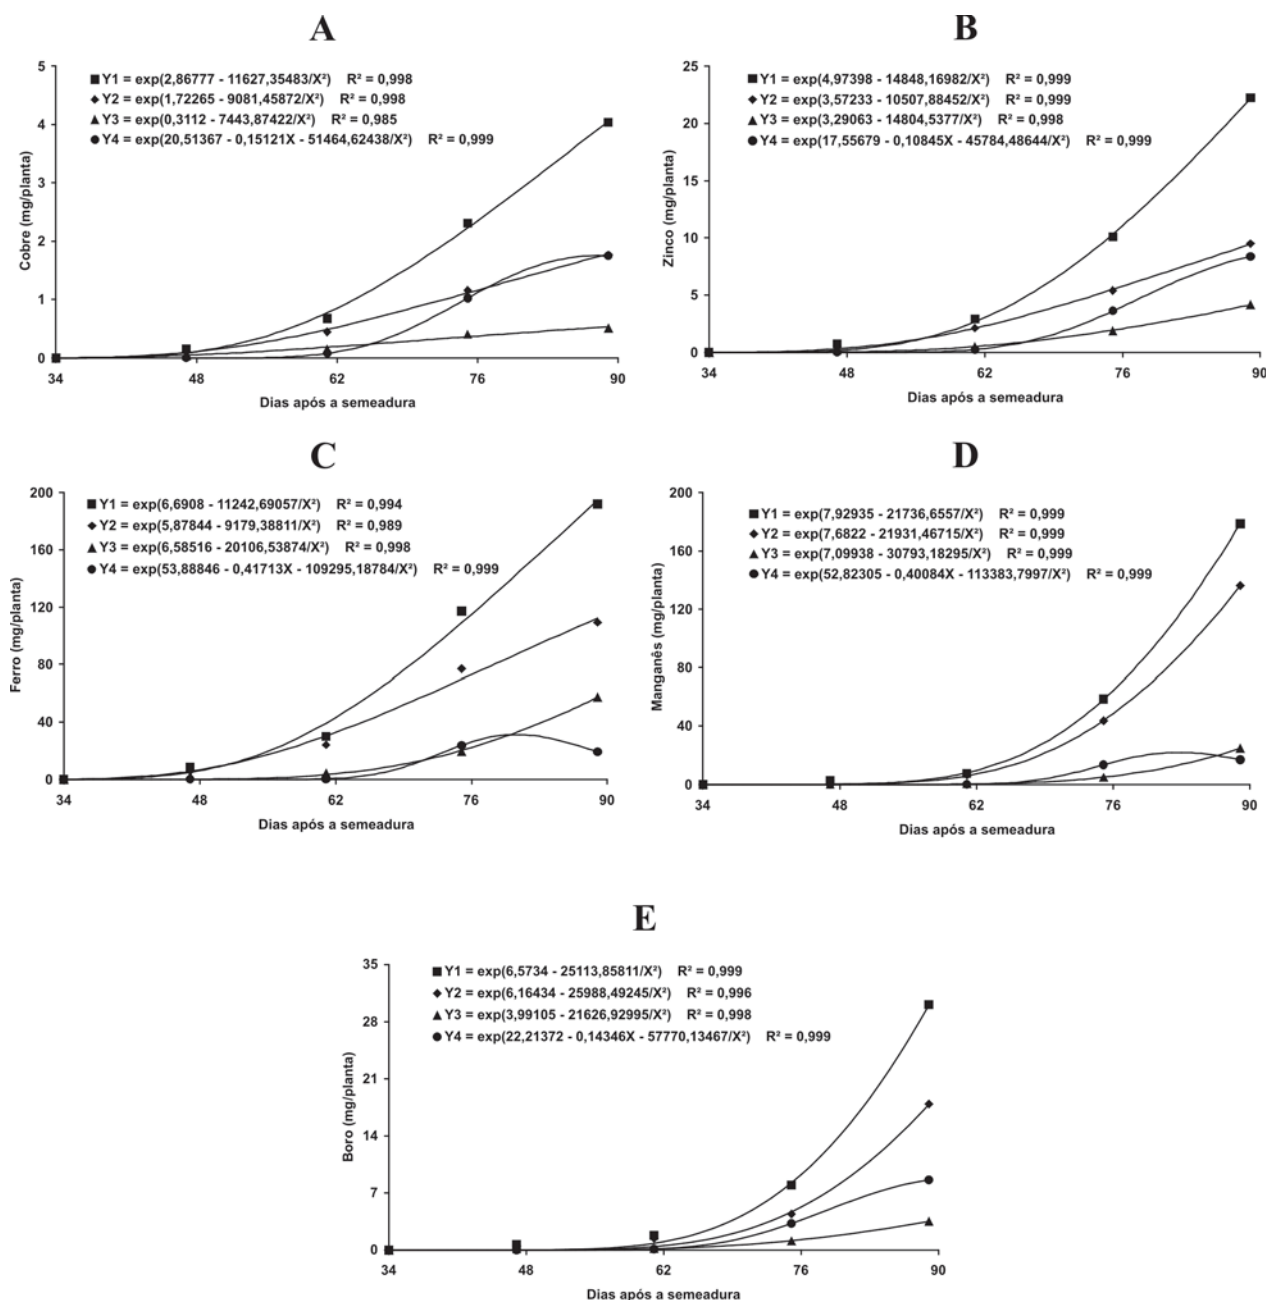 A
Cobre (mg/planta)
5
4
3
2
1
0
Y1 = exp(2,86777 - 11627,35483/X²) R² = 0,998
Y2 = exp(1,72265 - 9081,45872/X²) R² = 0,998
Y3 = exp(0,3112 - 7443,87422/X²) R² = 0,985
Y4 = exp(20,51367 - 0,15121X - 51464,62438/X²) R² = 0,999
34 48 62 76 90
Dias após a semeadura
B
Zinco (mg/planta)
25
20
15
10
5
0
Y1 = exp(4,97398 - 14848,16982/X²) R² = 0,999
Y2 = exp(3,57233 - 10507,88452/X²) R² = 0,999
Y3 = exp(3,29063 - 14804,5377/X²) R² = 0,998
Y4 = exp(17,55679 - 0,10845X - 45784,48644/X²) R² = 0,999
34 48 62 76 90
Dias após a semeadura
C
Ferro (mg/planta)
200
160
120
80
40
0
Y1 = exp(6,6908 - 11242,69057/X²) R² = 0,994
Y2 = exp(5,87844 - 9179,38811/X²) R² = 0,989
Y3 = exp(6,58516 - 20106,53874/X²) R² = 0,998
Y4 = exp(53,88846 - 0,41713X - 109295,18784/X²) R² = 0,999
34 48 62 76 90
Dias após a semeadura
D
Manganês (mg/planta)
200
160
120
80
40
0
Y1 = exp(7,92935 - 21736,6557/X²) R² = 0,999
Y2 = exp(7,6822 - 21931,46715/X²) R² = 0,999
Y3 = exp(7,09938 - 30793,18295/X²) R² = 0,999
Y4 = exp(52,82305 - 0,40084X - 113383,7997/X²) R² = 0,999
34 48 62 76 90
Dias após a semeadura
E
Boro (mg/planta)
35
28
21
14
7
0
Y1 = exp(6,5734 - 25113,85811/X²) R² = 0,999
Y2 = exp(6,16434 - 25988,49245/X²) R² = 0,996
Y3 = exp(3,99105 - 21626,92995/X²) R² = 0,998
Y4 = exp(22,21372 - 0,14346X - 57770,13467/X²) R² = 0,999
34 48 62 76 90
Dias após a semeadura